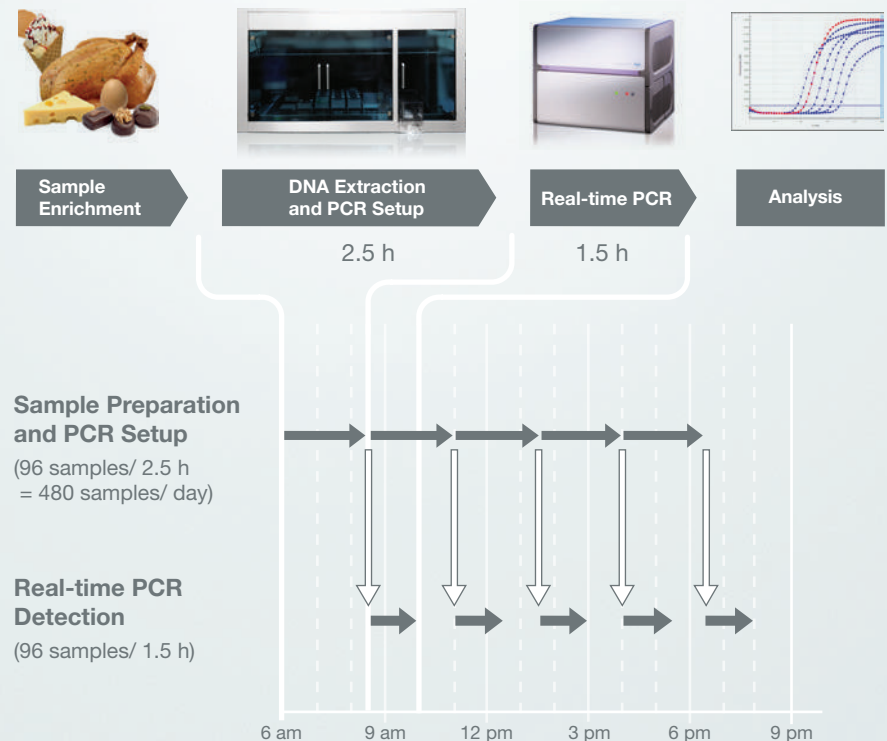 Sample
Enrichment
DNA Extraction
and PCR Setup
Real-time PCR
Analysis
2.5 h
1.5 h
Sample Preparation
and PCR Setup
(96 samples/ 2.5 h
= 480 samples/ day)
Real-time PCR
Detection
(96 samples/ 1.5 h)
6 am
9 am
12 pm
3 pm
6 pm
9 pm